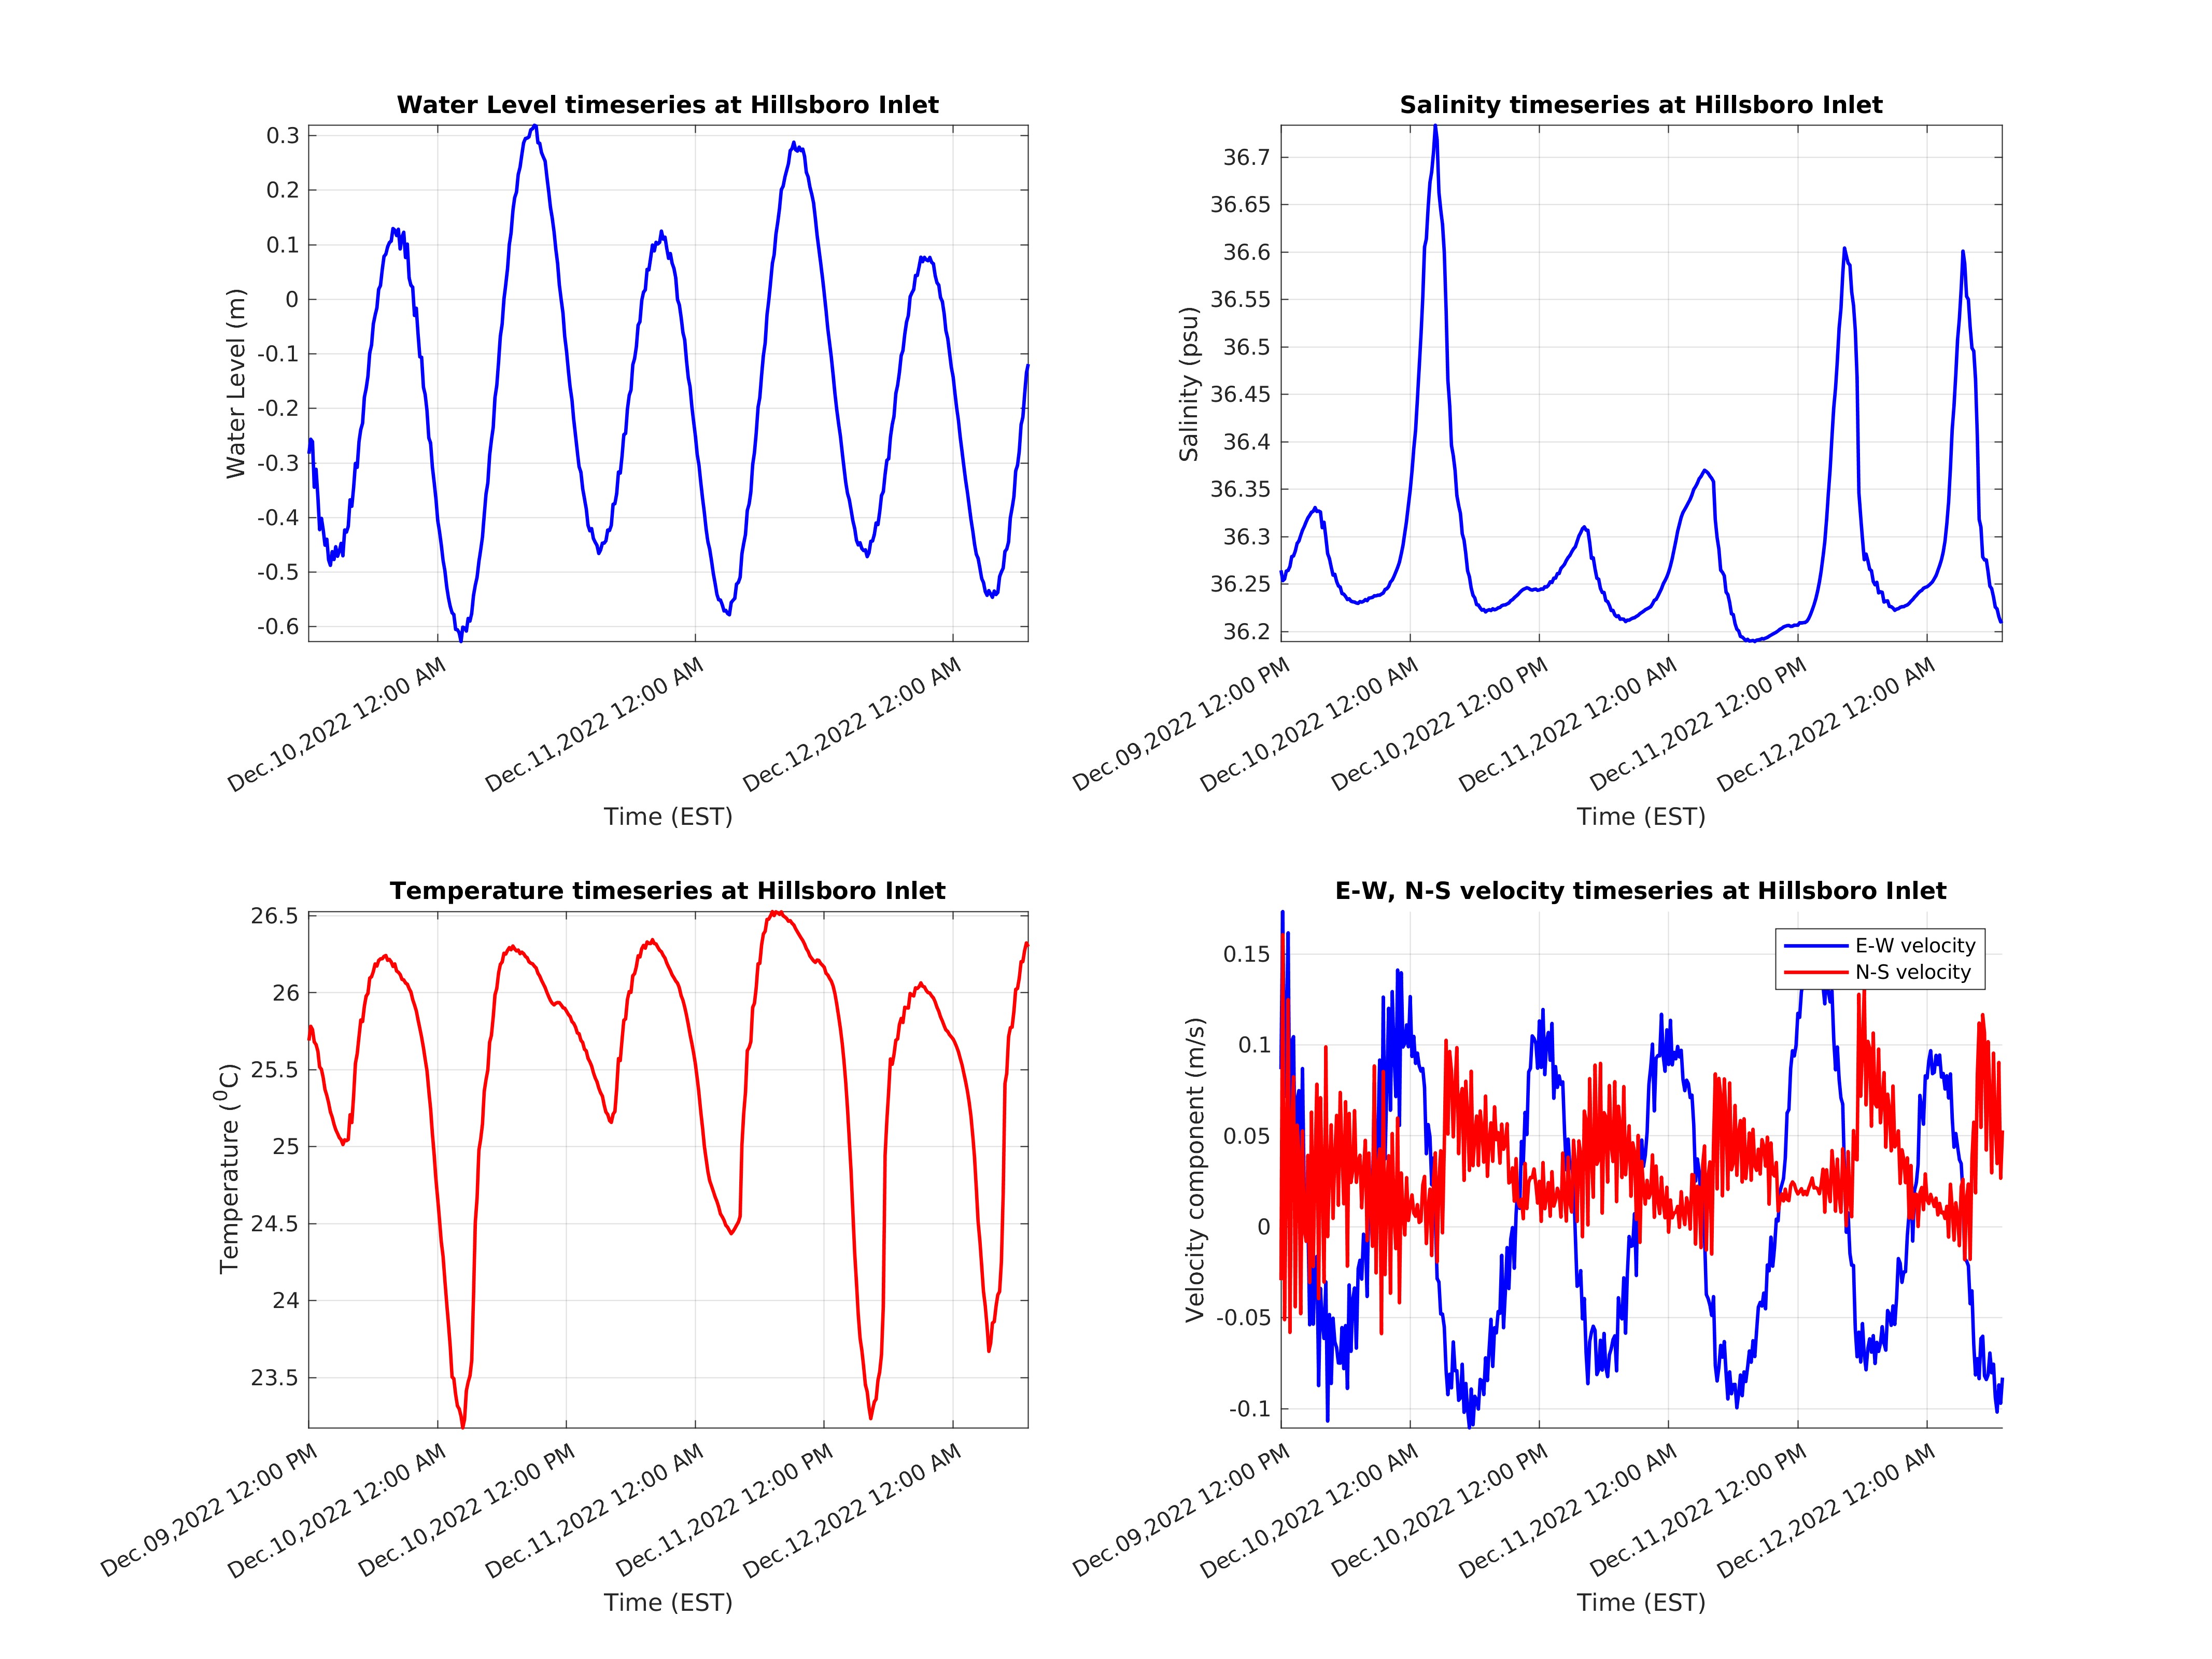 Water Level timeseries at Hillsboro Inlet
0.3
0.2
0.1
0
-0.1
-0.2
-0.3
-0.4
-0.5
-0.6
Water Level (m)
Dec.10,2022 12:00 AM
Dec.11,2022 12:00 AM
Dec.12,2022 12:00 AM
Time (EST)
Salinity timeseries at Hillsboro Inlet
36.7
36.65
36.6
36.55
36.5
36.45
36.4
36.35
36.3
36.25
36.2
Salinity (psu)
Dec.09,2022 12:00 PM
Dec.10,2022 12:00 AM
Dec.10,2022 12:00 PM
Dec.11,2022 12:00 AM
Dec.11,2022 12:00 PM
Dec.12,2022 12:00 AM
Time (EST)
Temperature timeseries at Hillsboro Inlet
26.5
26
25.5
25
24.5
24
23.5
Temperature (⁰C)
Dec.09,2022 12:00 PM
Dec.10,2022 12:00 AM
Dec.10,2022 12:00 PM
Dec.11,2022 12:00 AM
Dec.11,2022 12:00 PM
Dec.12,2022 12:00 AM
Time (EST)
E-W, N-S velocity timeseries at Hillsboro Inlet
E-W velocity
N-S velocity
0.15
0.1
0.05
0
-0.05
-0.1
Velocity component (m/s)
Dec.09,2022 12:00 PM
Dec.10,2022 12:00 AM
Dec.10,2022 12:00 PM
Dec.11,2022 12:00 AM
Dec.11,2022 12:00 PM
Dec.12,2022 12:00 AM
Time (EST)